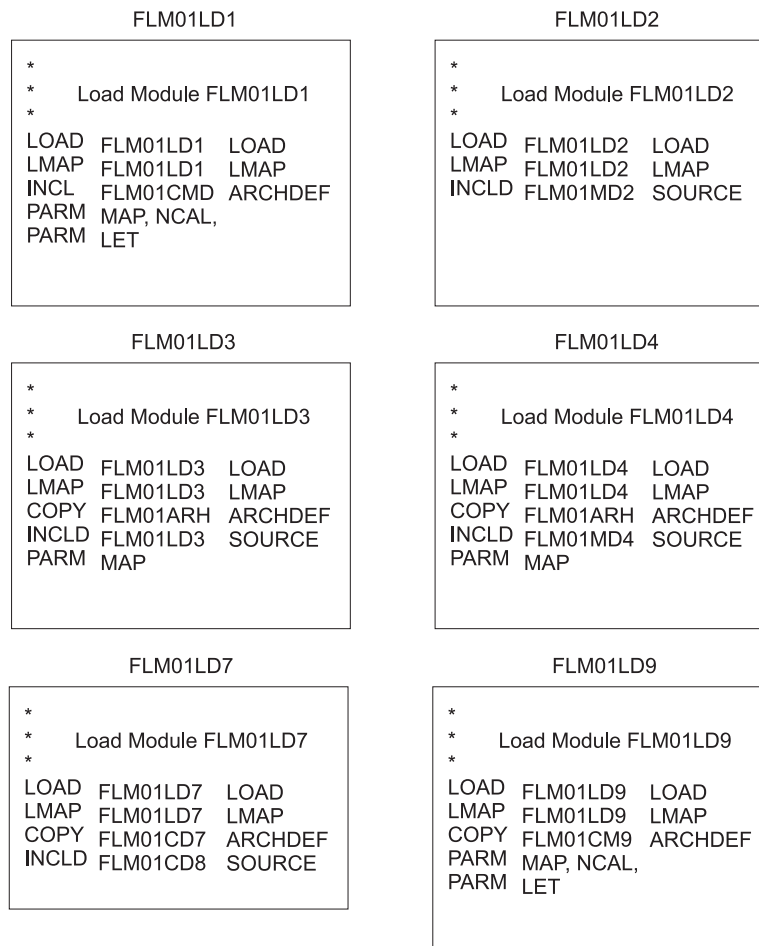 FLM01LD1
*
* Load Module FLM01LD1
*
LOAD FLM01LD1 LOAD
LMAP FLM01LD1 LMAP
INCL FLM01CMD ARCHDEF
PARM MAP, NCAL,
PARM LET
FLM01LD2
*
* Load Module FLM01LD2
*
LOAD FLM01LD2 LOAD
LMAP FLM01LD2 LMAP
INCLD FLM01MD2 SOURCE
FLM01LD3
*
* Load Module FLM01LD3
*
LOAD FLM01LD3 LOAD
LMAP FLM01LD3 LMAP
COPY FLM01ARH ARCHDEF
INCLD FLM01LD3 SOURCE
PARM MAP
FLM01LD4
*
* Load Module FLM01LD4
*
LOAD FLM01LD4 LOAD
LMAP FLM01LD4 LMAP
COPY FLM01ARH ARCHDEF
INCLD FLM01MD4 SOURCE
PARM MAP
FLM01LD7
*
* Load Module FLM01LD7
*
LOAD FLM01LD7 LOAD
LMAP FLM01LD7 LMAP
COPY FLM01CD7 ARCHDEF
INCLD FLM01CD8 SOURCE
FLM01LD9
*
* Load Module FLM01LD9
*
LOAD FLM01LD9 LOAD
LMAP FLM01LD9 LMAP
COPY FLM01CM9 ARCHDEF
PARM MAP, NCAL,
PARM LET